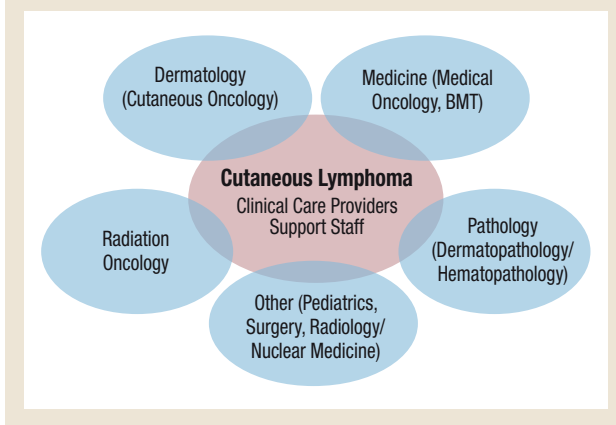 Dermatology
(Cutaneous Oncology)
Medicine (Medical
Oncology, BMT)
Cutaneous Lymphoma
Clinical Care Providers
Support Staff
Radiation
Oncology
Pathology
(Dermatopathology/
Hematopathology)
Other (Pediatrics,
Surgery, Radiology/
Nuclear Medicine)